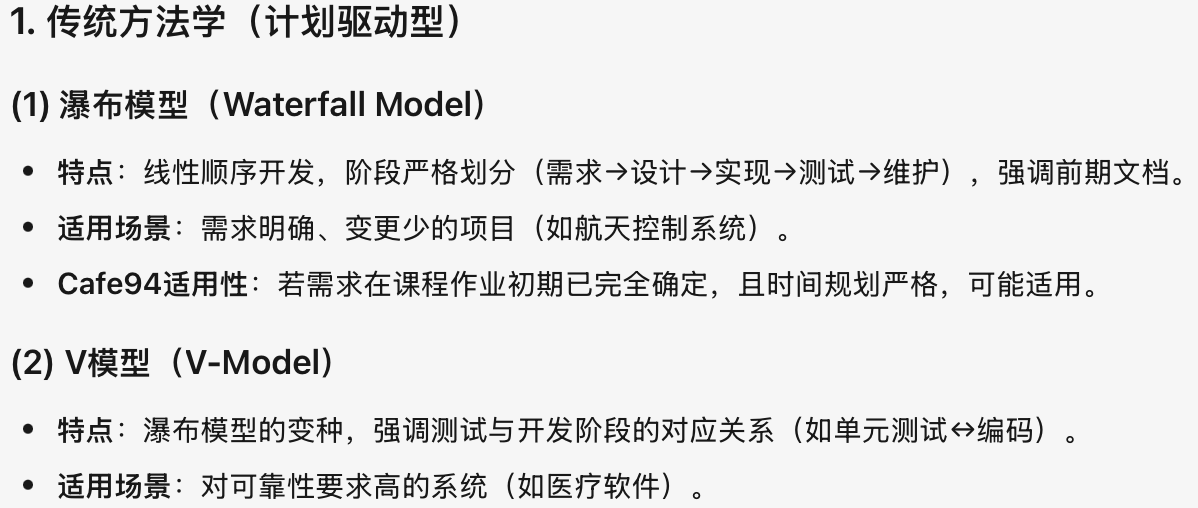 1. 传统方法学（计划驱动型）
(1) 瀑布模型（Waterfall Model）
• 特点：线性顺序开发，阶段严格划分（需求→设计→实现→测试→维护），强调前期文档。
• 适用场景：需求明确、变更少的项目（如航天控制系统）。
• Cafe94适用性：若需求在课程作业初期已完全确定，且时间规划严格，可能适用。
(2) V模型（V-Model）
• 特点：瀑布模型的变种，强调测试与开发阶段的对应关系（如单元测试↔编码）。
• 适用场景：对可靠性要求高的系统（如医疗软件）。